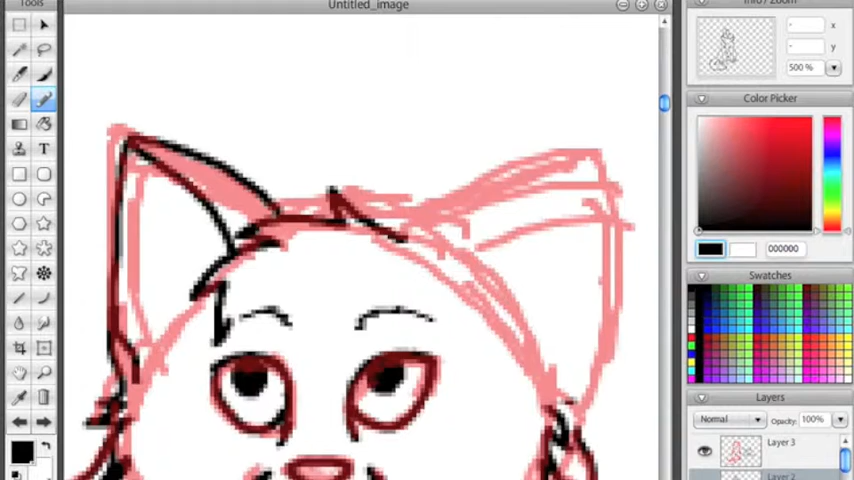 Tools
Untitled_image
Info / Zoom
- x
- y
500 %
Color Picker
000000
Swatches
Layers
Normal
Opacity: 100%
Layer 3
Layer 2
T